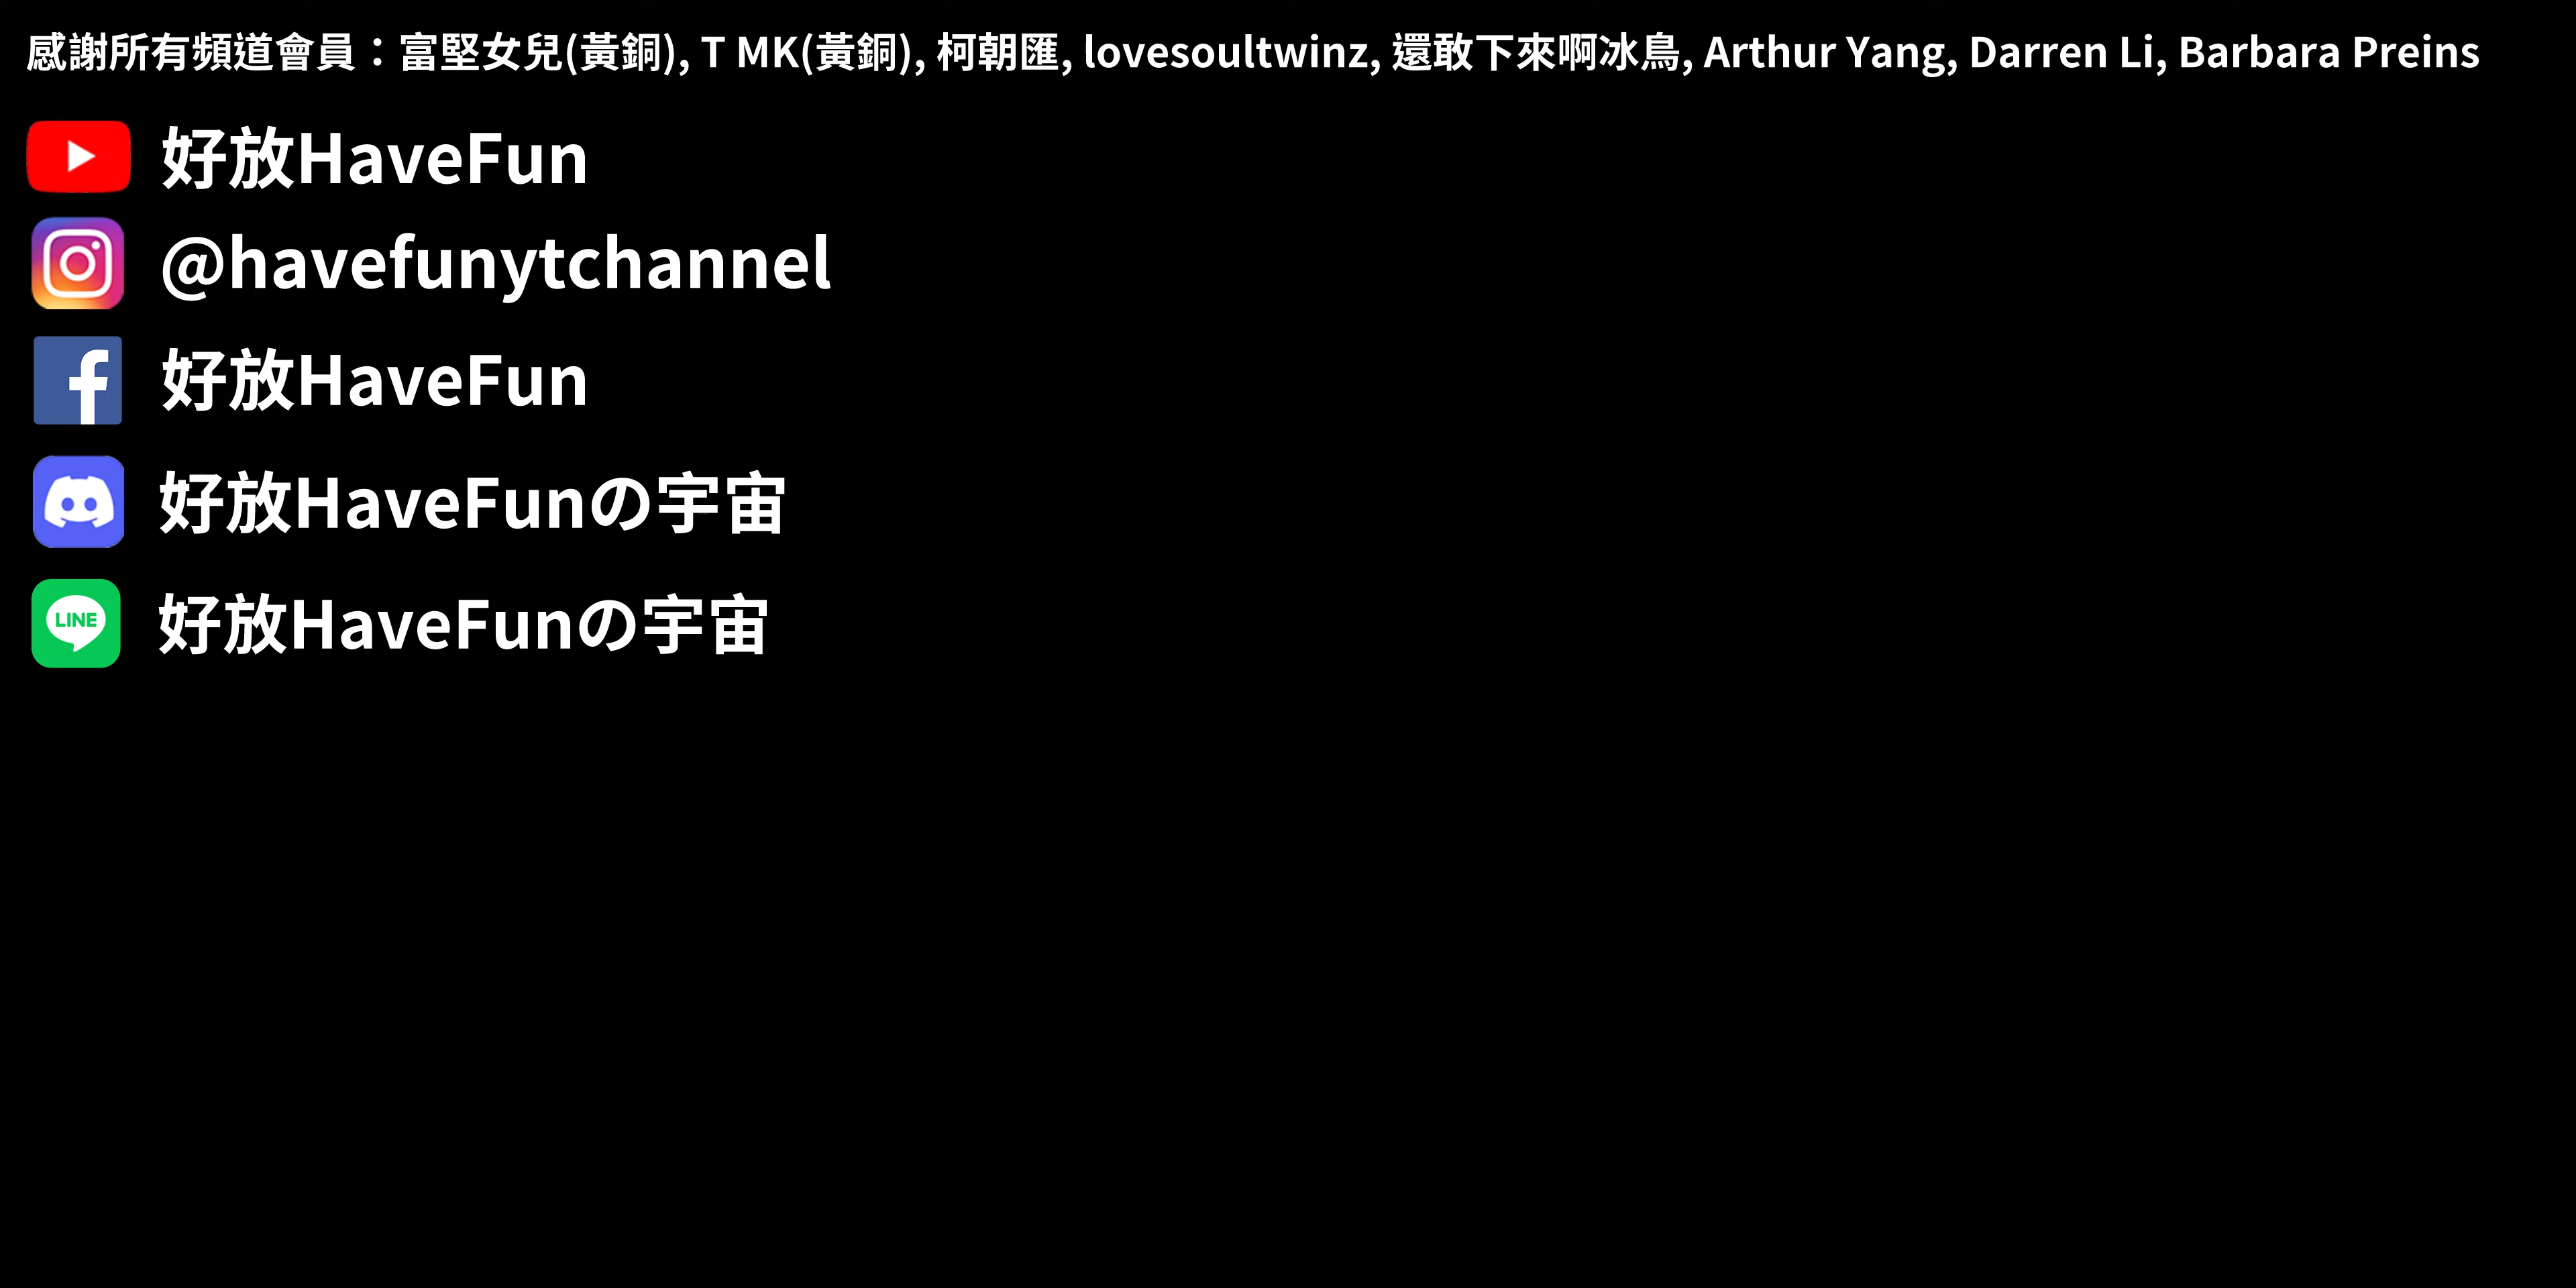 感謝所有頻道會員：富堅女兒(黃銅), T MK(黃銅), 柯朝匯, lovesoultwinz, 還敢下來啊冰鳥, Arthur Yang, Darren Li, Barbara Preins
好放HaveFun
@havefunytchannel
好放HaveFun
好放HaveFunの宇宙
LINE 好放HaveFunの宇宙